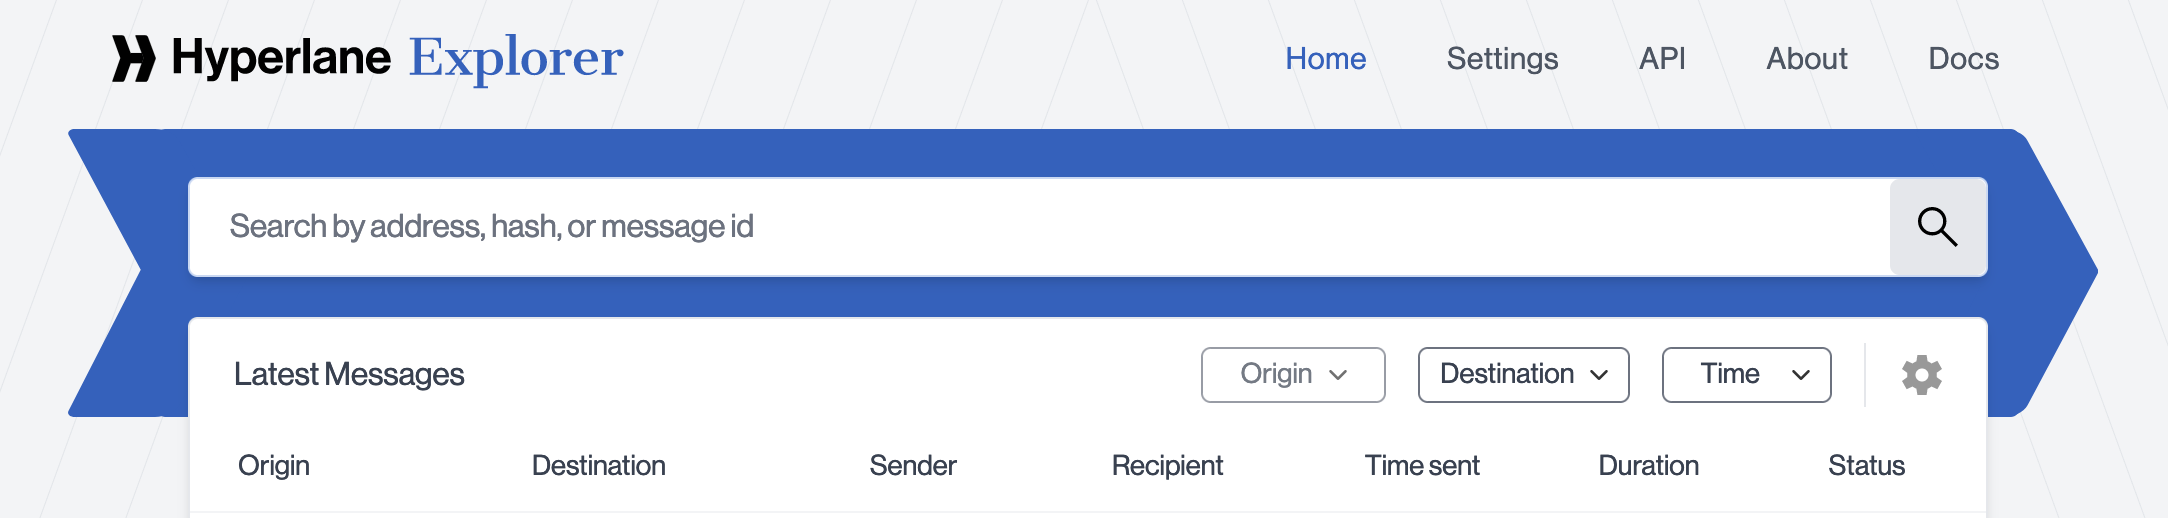 Hyperlane Explorer Home Settings API About Docs
Search by address, hash, or message id
Latest Messages Origin Destination Time
Origin Destination Sender Recipient Time sent Duration Status